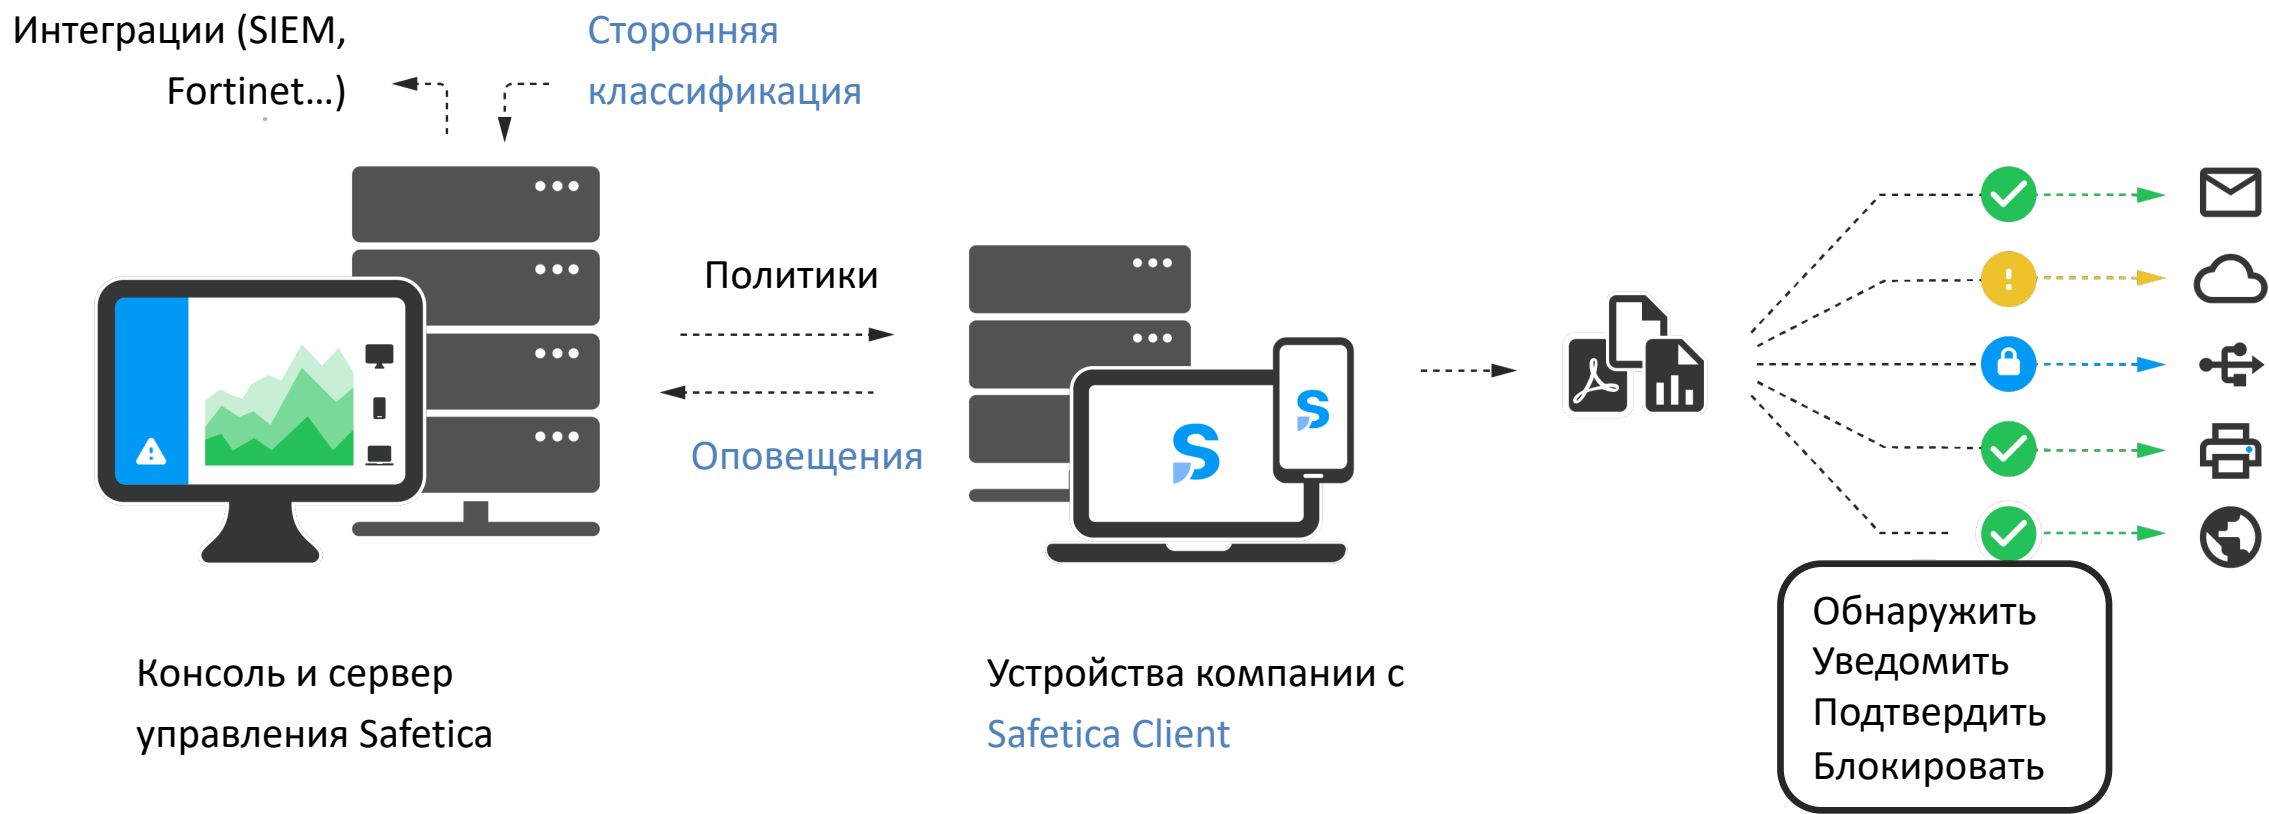 Интеграции (SIEM,
Fortinet...)
Сторонняя
классификация
Политики
Оповещения
Консоль и сервер
управления Safetica
Устройства компании с
Safetica Client
Обнаружить
Уведомить
Подтвердить
Блокировать